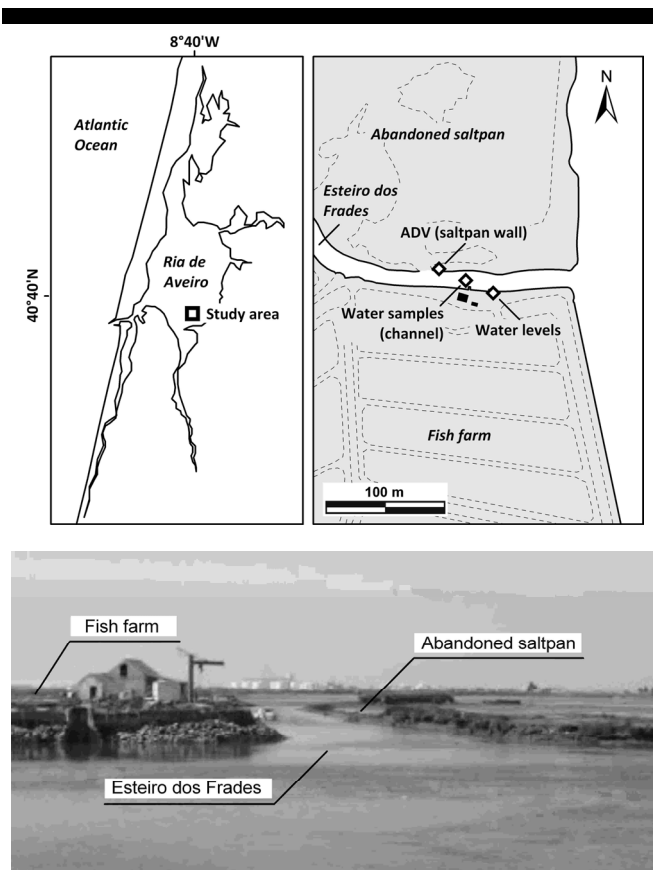 8°40'W
40°40'N
Atlantic
Ocean
Ria de
Aveiro
Study area
N
Abandoned saltpan
Esteiro dos
Frades
ADV (saltpan wall)
Water samples
(channel)
Water levels
Fish farm
100 m
Fish farm
Abandoned saltpan
Esteiro dos Frades